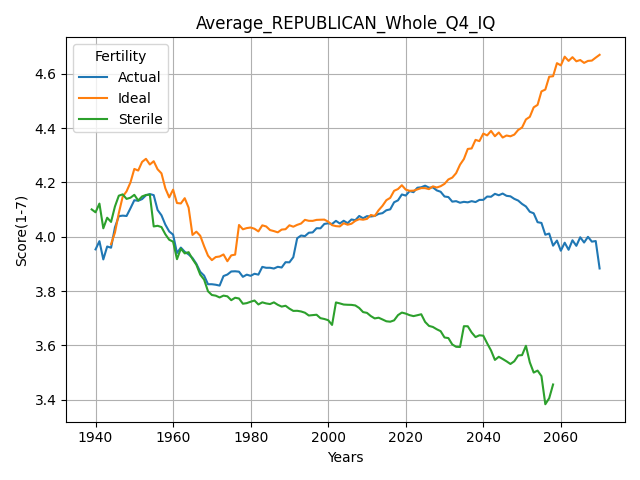 Average_REPUBLICAN_Whole_Q4_IQ
Fertility
Actual
Ideal
Sterile
Score(1-7)
4.6
4.4
4.2
4.0
3.8
3.6
3.4
1940 1960 1980 2000 2020 2040 2060
Years